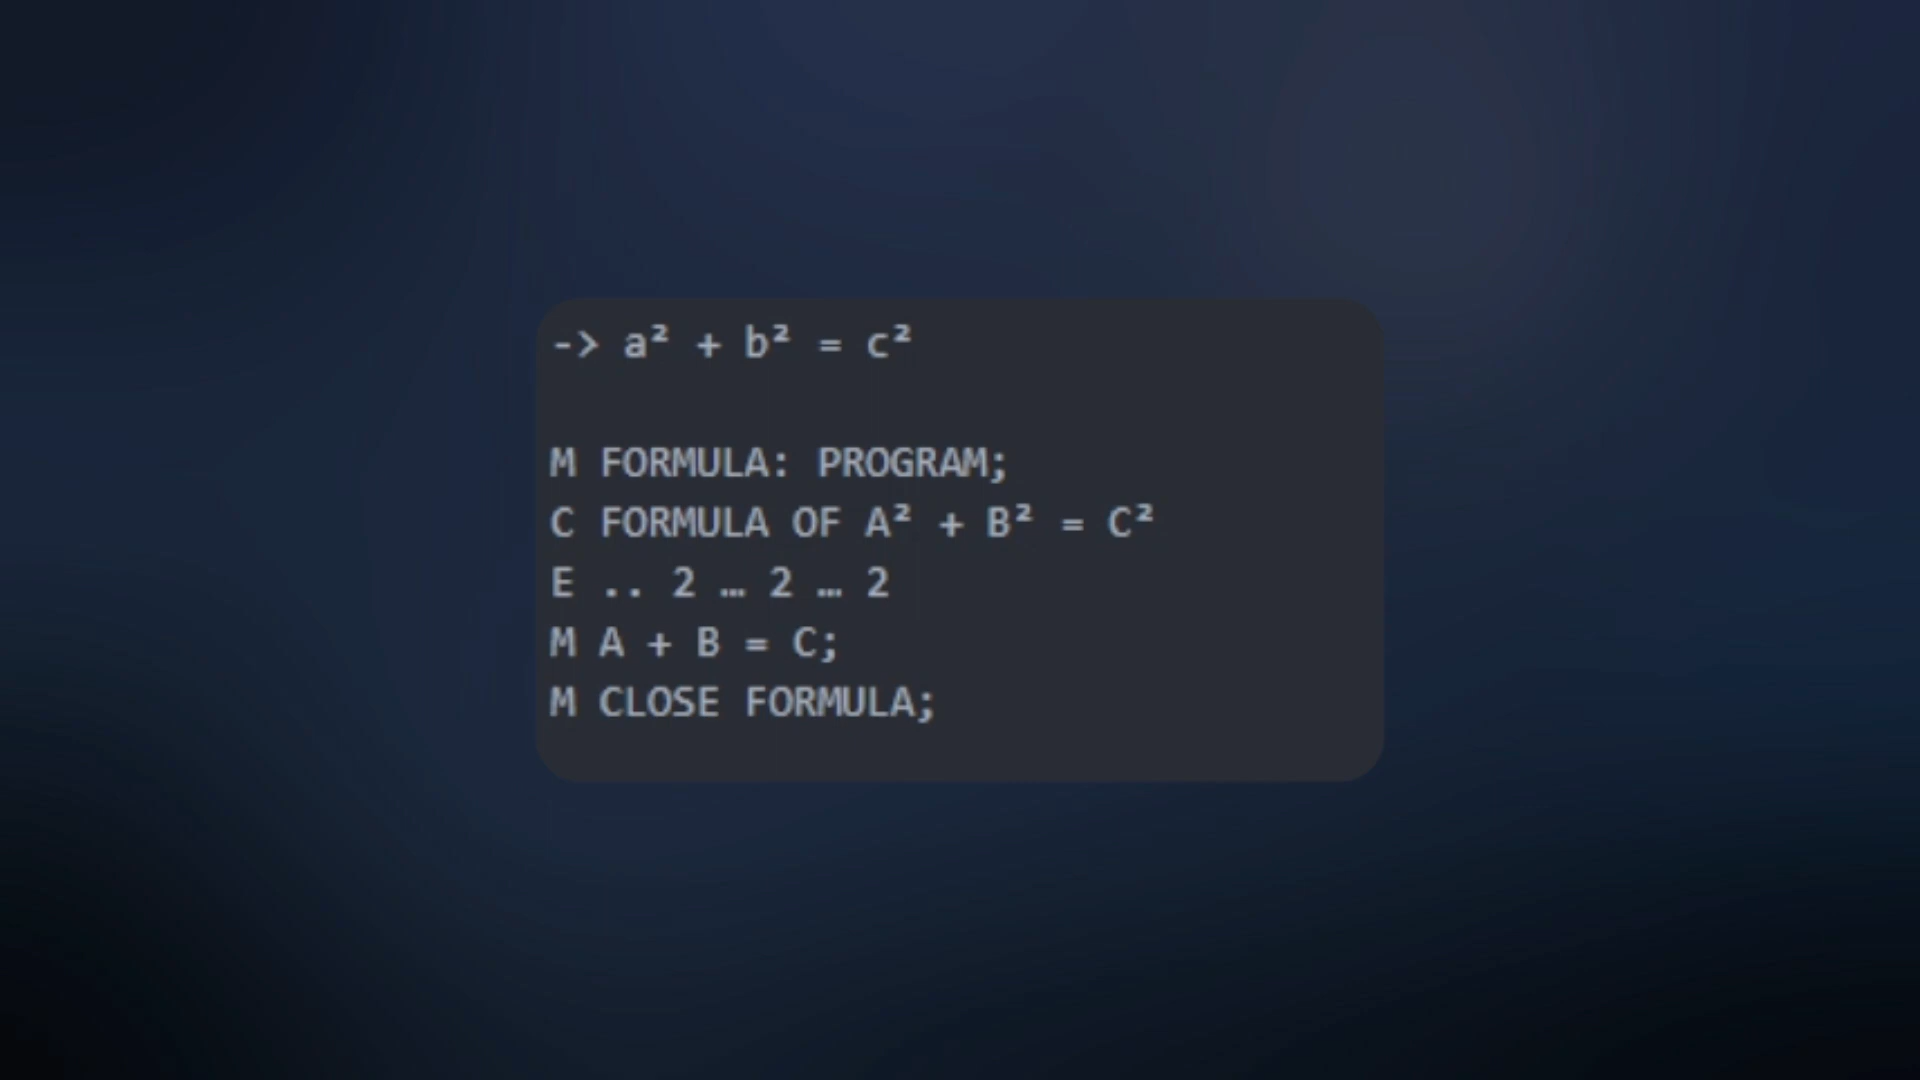 -> a² + b² = c²
M FORMULA: PROGRAM;
C FORMULA OF A² + B² = C²
E .. 2 … 2 … 2
M A + B = C;
M CLOSE FORMULA;